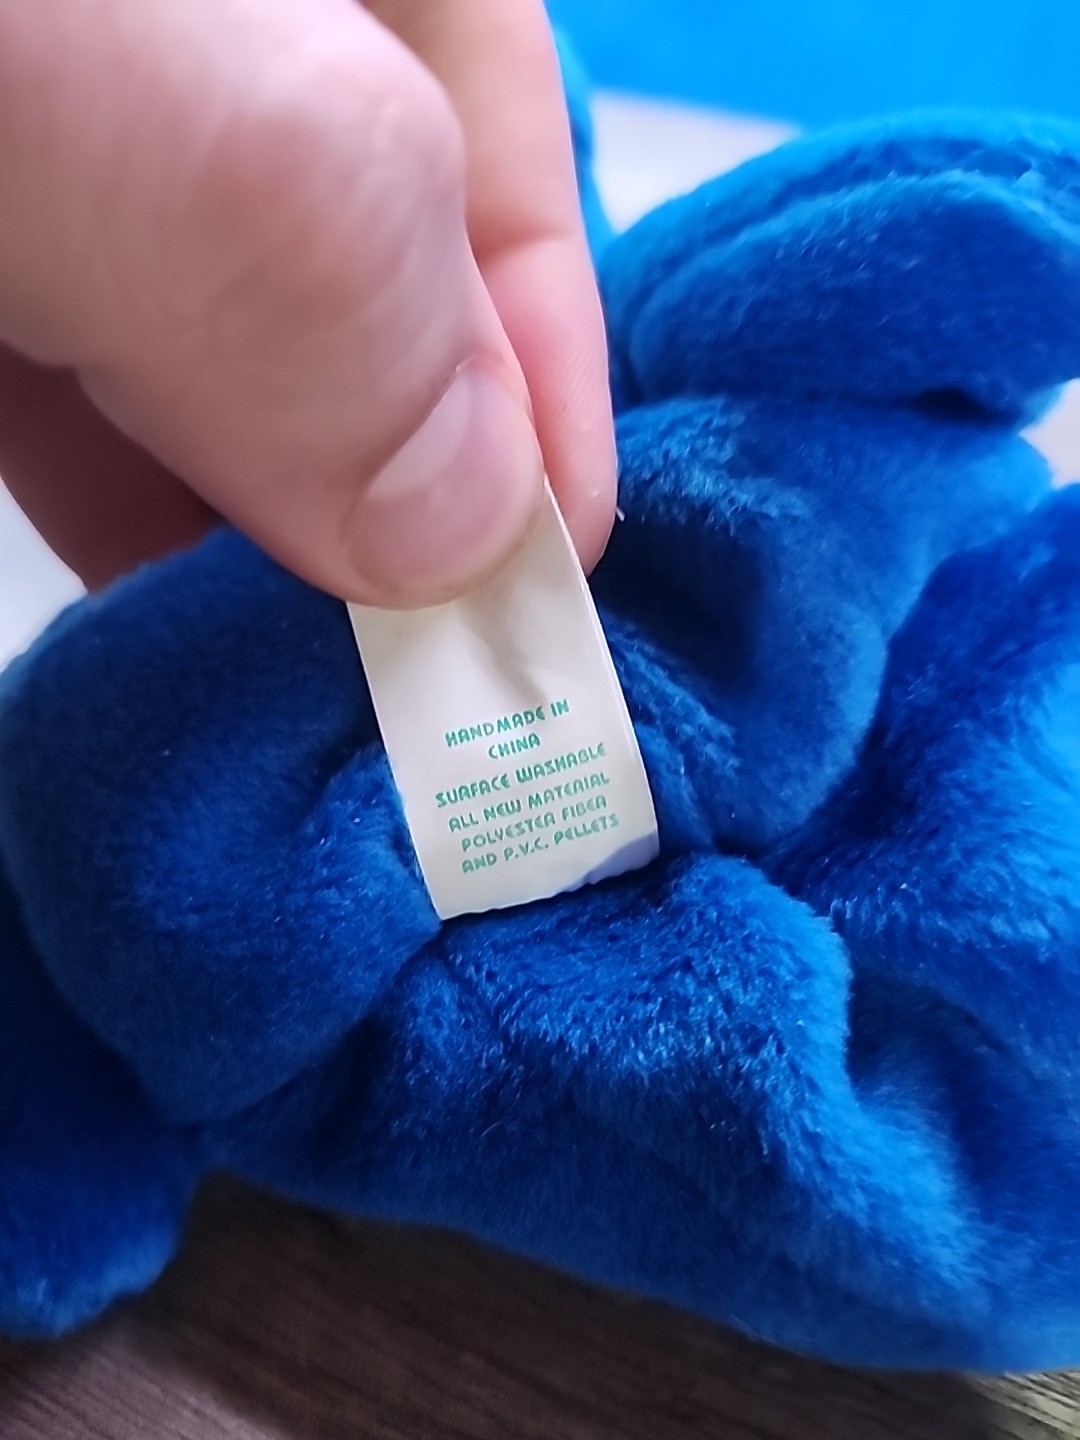 HANDMADE IN
CHINA
SURFACE WASHABLE
ALL NEW MATERIAL
POLYESTER FIBER
AND P.V.C. PELLETS